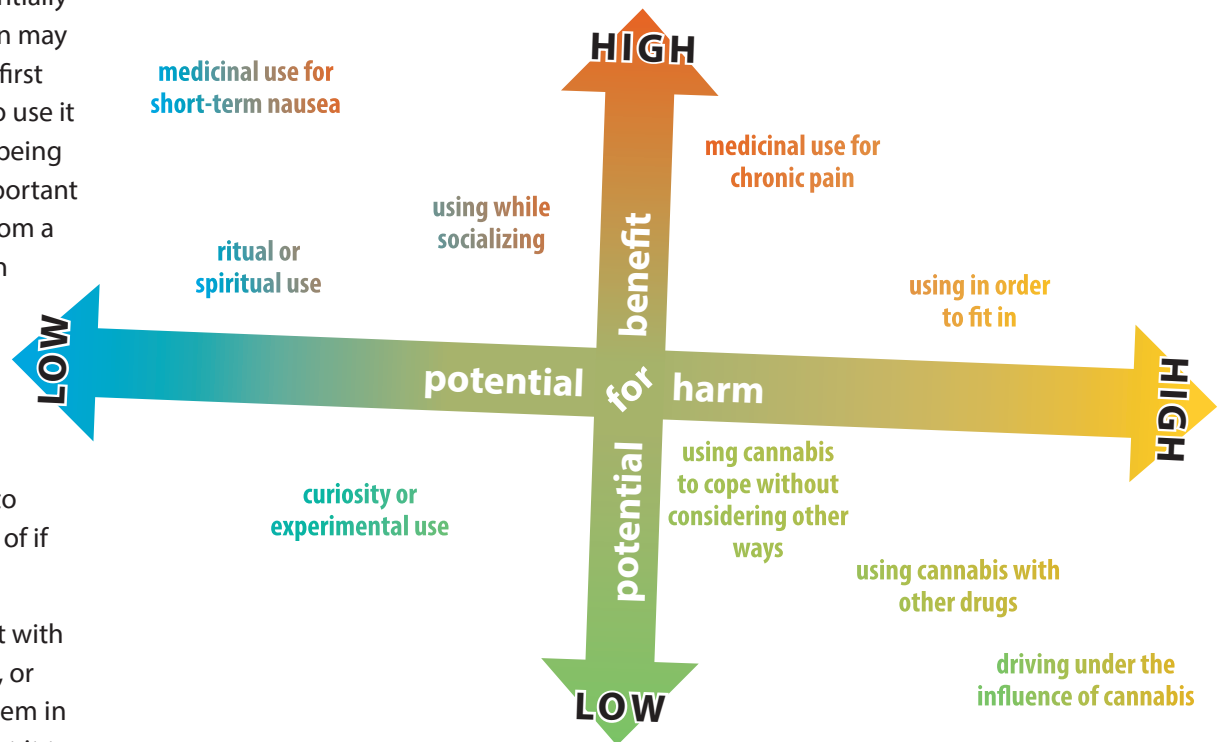 n may
first
o use it
being
portant
om a
n
to
of if
t with
, or
em in
HIGH
medicinal use for
short-term nausea
medicinal use for
chronic pain
using while
socializing
ritual or
spiritual use
using in order
to fit in
LOW
potential for benefit
potential for harm
HIGH
using cannabis
to cope without
considering other
ways
curiosity or
experimental use
using cannabis with
other drugs
driving under the
influence of cannabis
LOW